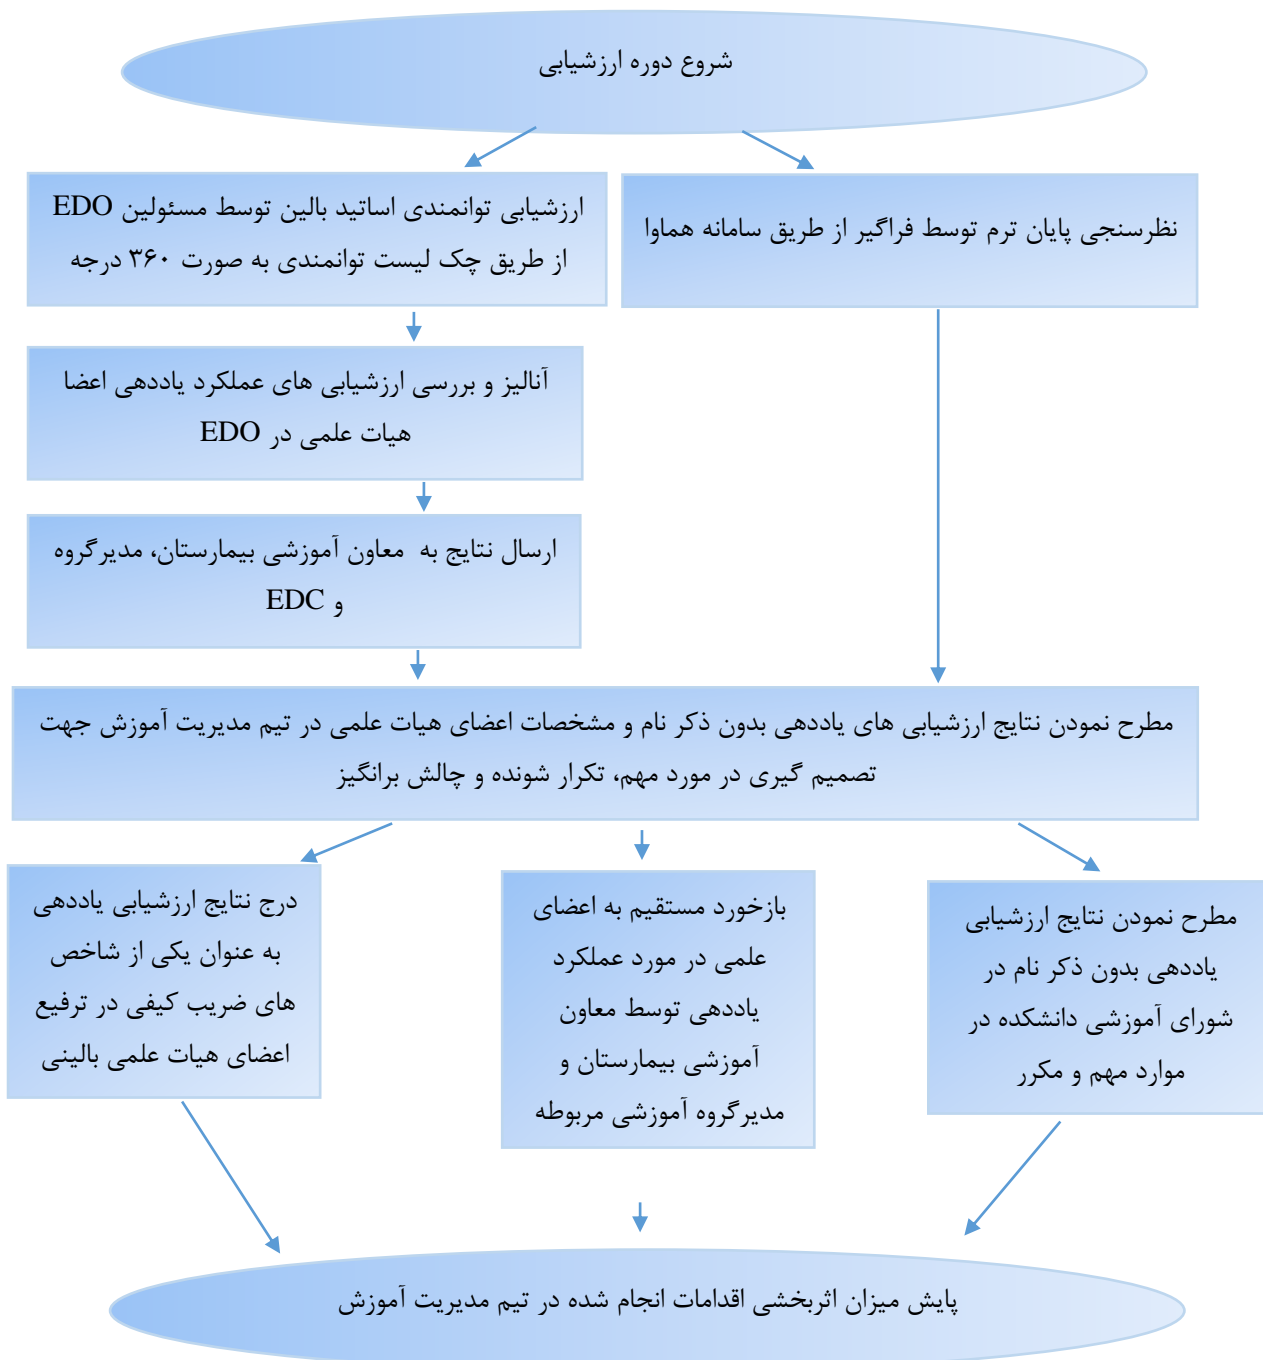 شروع دوره ارزشیابی
نظرسنجی پایان ترم توسط فراگیر از طریق سامانه هماوا
ارزشیابی توانمندی اساتید بالین توسط مسئولین EDO
از طریق چک لیست توانمندی به صورت ۳۶۰ درجه
آنالیز و بررسی ارزشیابی های عملکرد یاددهی اعضا
هیات علمی در EDO
ارسال نتایج به معاون آموزشی بیمارستان، مدیرگروه
و EDC
مطرح نمودن نتایج ارزشیابی های یاددهی بدون ذکر نام و مشخصات اعضای هیات علمی در تیم مدیریت آموزش جهت
تصمیم گیری در مورد مهم، تکرار شونده و چالش برانگیز
مطرح نمودن نتایج ارزشیابی
یاددهی بدون ذکر نام در
شورای آموزشی دانشکده در
موارد مهم و مکرر
بازخورد مستقیم به اعضای
علمی در مورد عملکرد
یاددهی توسط معاون
آموزشی بیمارستان و
مدیرگروه آموزشی مربوطه
درج نتایج ارزشیابی یاددهی
به عنوان یکی از شاخص
های ضریب کیفی در ترفیع
اعضای هیات علمی بالینی
پایش میزان اثربخشی اقدامات انجام شده در تیم مدیریت آموزش